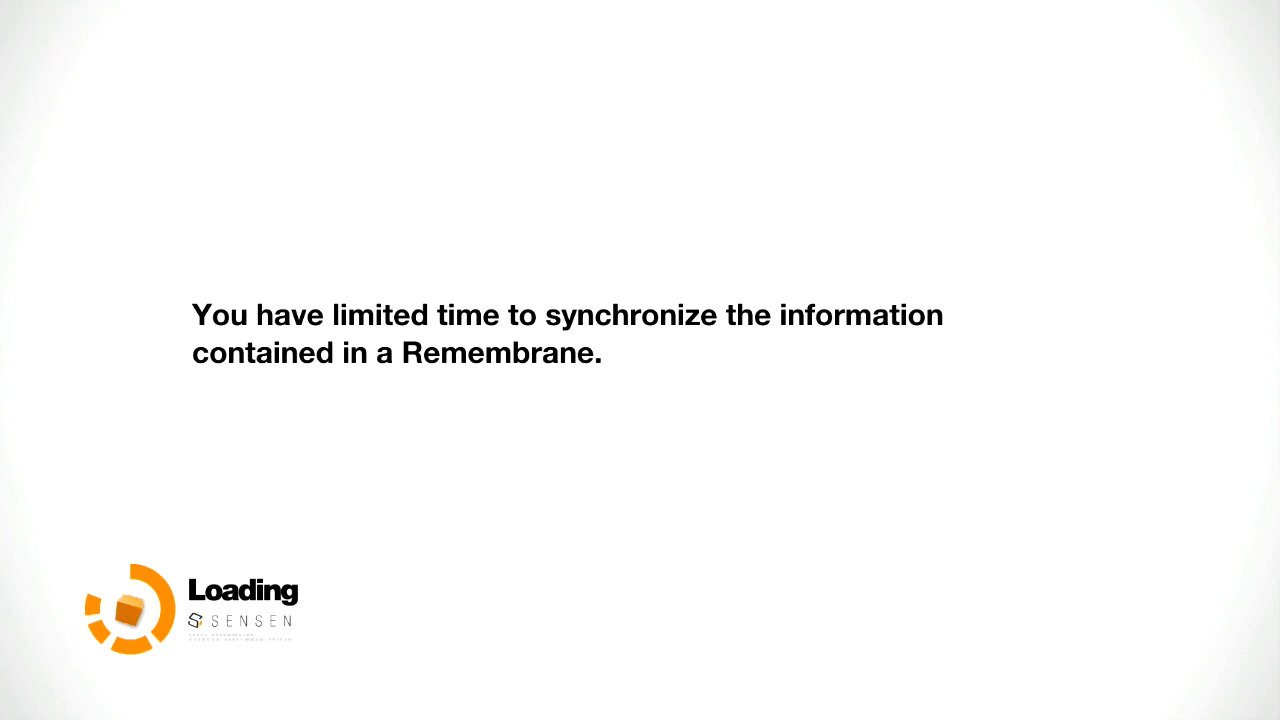 You have limited time to synchronize the information
contained in a Remembrane.
Loading
SENSEN